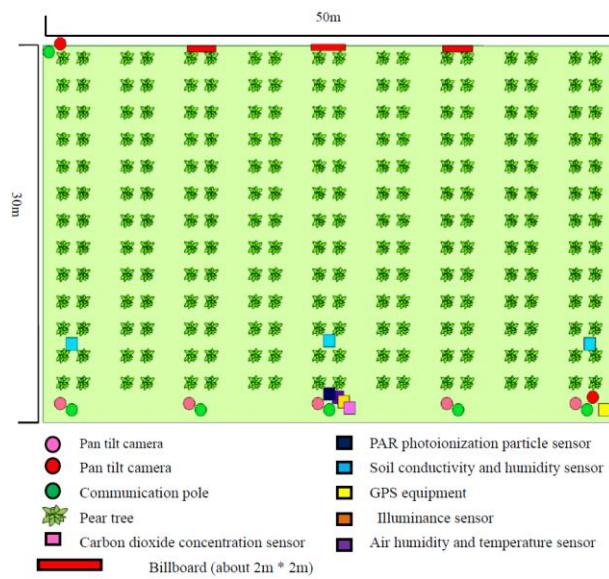 50m
30m
Pan tilt camera
Pan tilt camera
Communication pole
Pear tree
Carbon dioxide concentration sensor
Billboard (about 2m * 2m)
PAR photoionization particle sensor
Soil conductivity and humidity sensor
GPS equipment
Illuminance sensor
Air humidity and temperature sensor